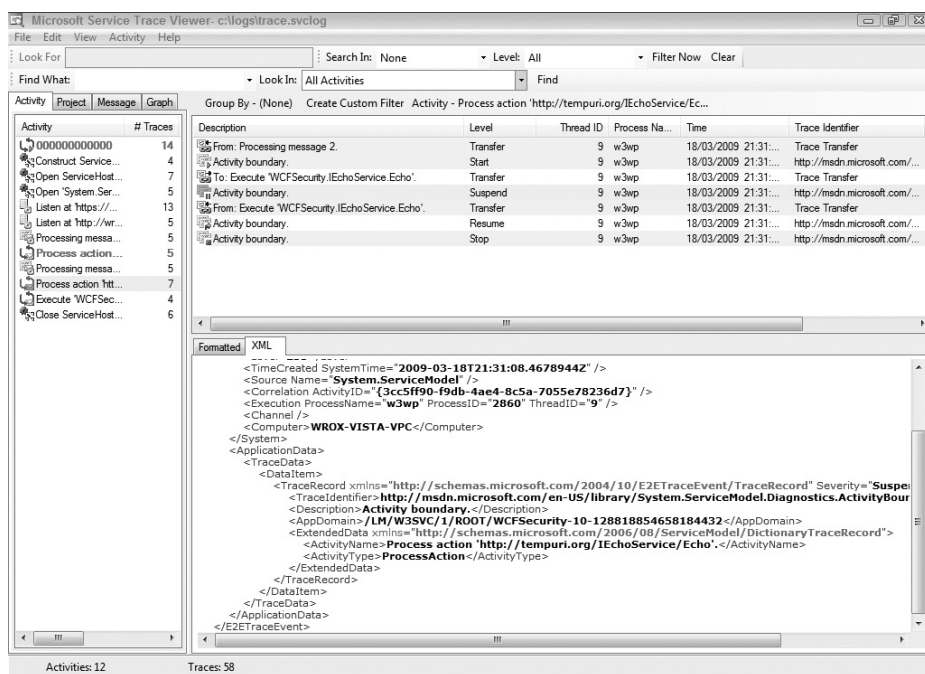 Microsoft Service Trace Viewer- c:\logs\trace.svclog
File Edit View Activity Help
Look For Search In: None Level: All Filter Now Clear
Find What: Look In: All Activities Find
Activity Project Message Graph
Group By - (None) Create Custom Filter Activity - Process action 'http://tempuri.org/IEchoService/Ec...
Activity # Traces
000000000000 14
Construct Service... 4
Open ServiceHost... 7
Open 'System.Ser... 5
Listen at 'https://... 13
Listen at 'http://wr... 5
Processing messa... 5
Process action... 5
Processing messa... 5
Process action 'htt... 7
Execute 'WCFSec... 4
Close ServiceHost... 6
Description Level Thread ID Process Na... Time Trace Identifier
From: Processing message 2. Transfer 9 w3wp 18/03/2009 21:31:... Trace Transfer
Activity boundary. Start 9 w3wp 18/03/2009 21:31:... http://msdn.microsoft.com/...
To: Execute 'WCFSecurity.IEchoService.Echo'. Transfer 9 w3wp 18/03/2009 21:31:... Trace Transfer
Activity boundary. Suspend 9 w3wp 18/03/2009 21:31:... http://msdn.microsoft.com/...
From: Execute 'WCFSecurity.IEchoService.Echo'. Transfer 9 w3wp 18/03/2009 21:31:... Trace Transfer
Activity boundary. Resume 9 w3wp 18/03/2009 21:31:... http://msdn.microsoft.com/...
Activity boundary. Stop 9 w3wp 18/03/2009 21:31:... http://msdn.microsoft.com/...
Formatted XML
<TimeCreated SystemTime="2009-03-18T21:31:08.4678944Z" />
<Source Name="System.ServiceModel" />
<Correlation ActivityID="{3cc5ff90-f9db-4ae4-8c5a-7055e78236d7}" />
<Execution ProcessName="w3wp" ProcessID="2860" ThreadID="9" />
<Channel />
<Computer>WROX-VISTA-VPC</Computer>
</System>
<ApplicationData>
<TraceData>
<DataItem>
<TraceRecord xmlns="http://schemas.microsoft.com/2004/10/E2ETraceEvent/TraceRecord" Severity="Suspe
<TraceIdentifier>http://msdn.microsoft.com/en-US/library/System.ServiceModel.Diagnostics.ActivityBour
<Description>Activity boundary.</Description>
<AppDomain>/LM/W3SVC/1/ROOT/WCFSecurity-10-128818854658184432</AppDomain>
<ExtendedData xmlns="http://schemas.microsoft.com/2006/08/ServiceModel/DictionaryTraceRecord">
<ActivityName>Process action 'http://tempuri.org/IEchoService/Echo'.</ActivityName>
<ActivityType>ProcessAction</ActivityType>
</ExtendedData>
</TraceRecord>
</DataItem>
</TraceData>
</ApplicationData>
</E2ETraceEvent>
Activities: 12 Traces: 58